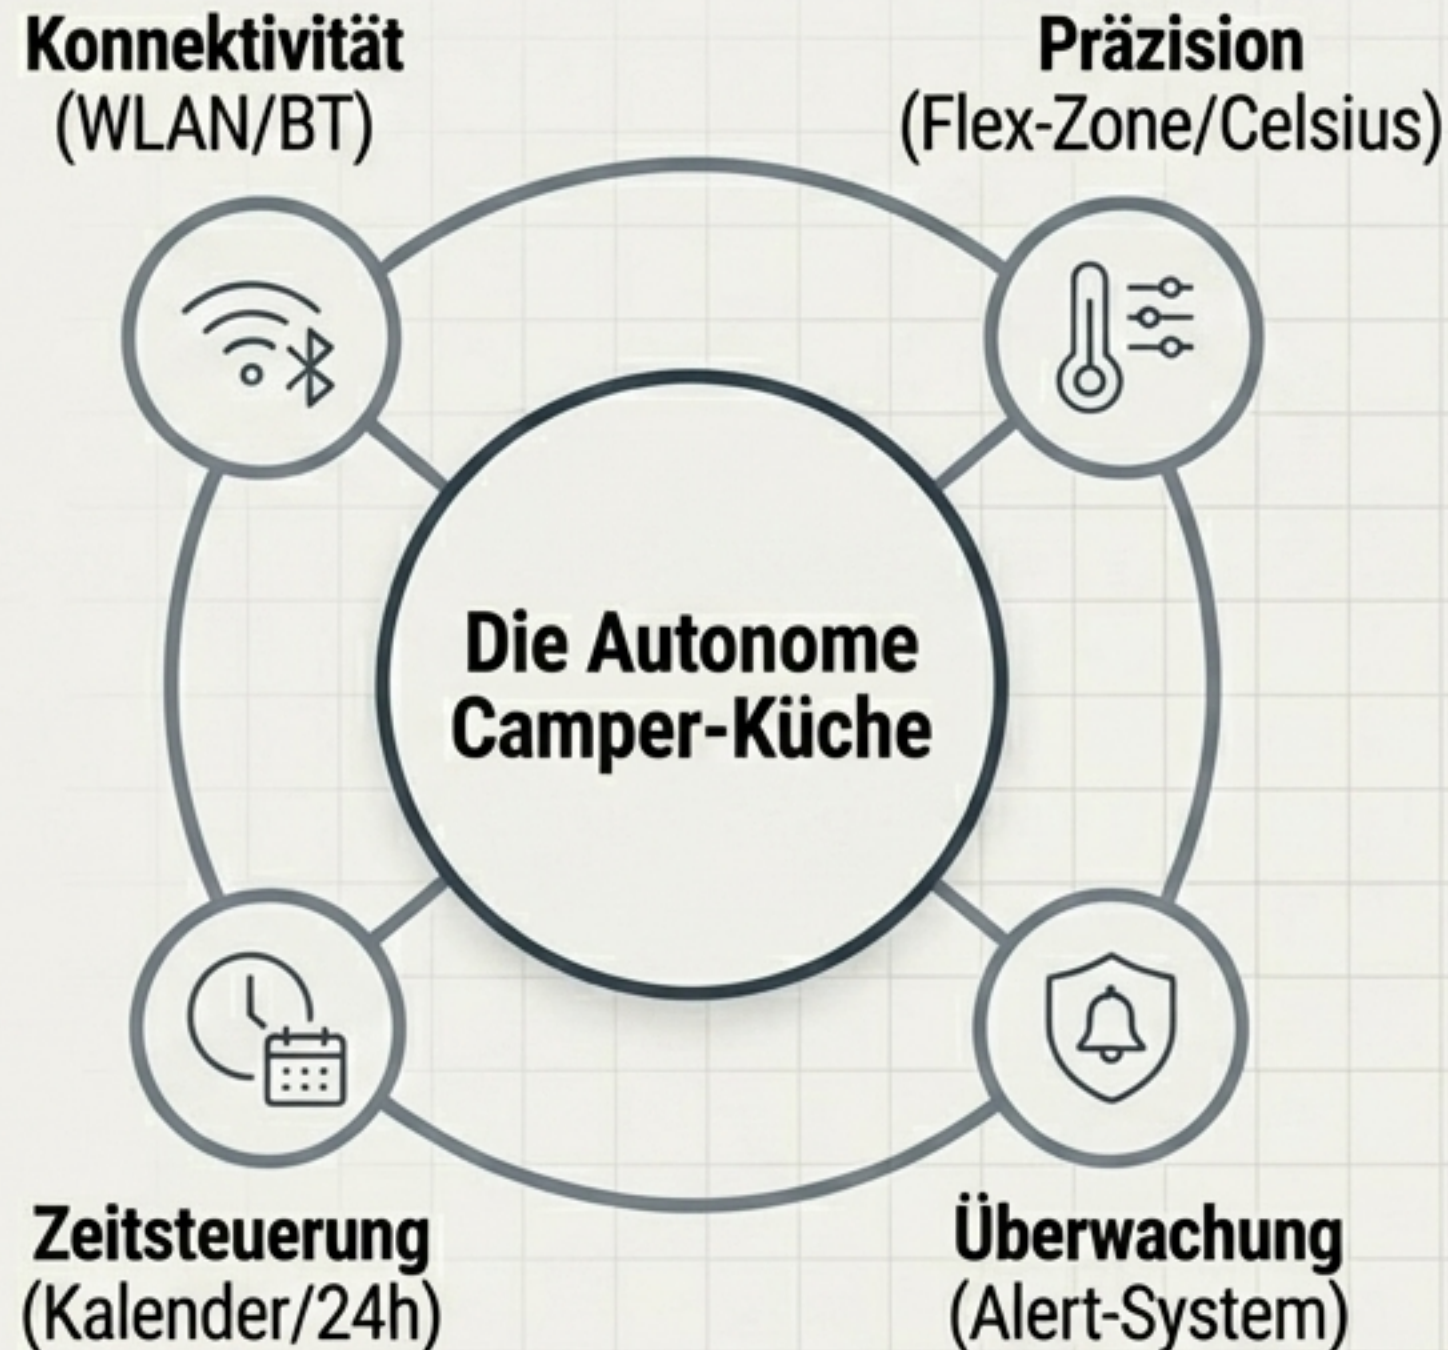 Konnektivität
(WLAN/BT)
Präzision
(Flex-Zone/Celsius)
Die Autonome
Camper-Küche
Zeitsteuerung
(Kalender/24h)
Überwachung
(Alert-System)